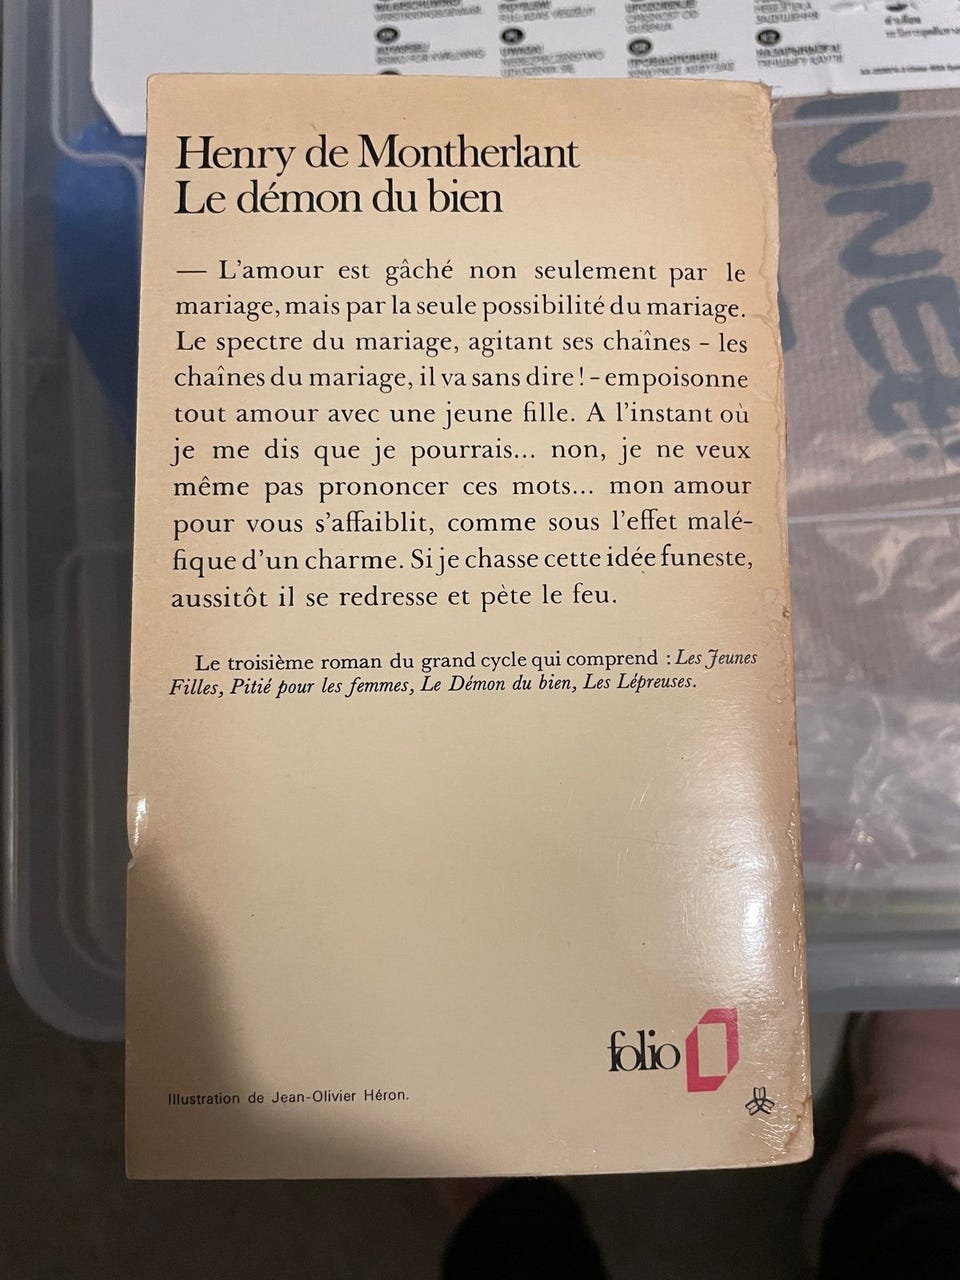 Henry de Montherlant
Le démon du bien
— L'amour est gâché non seulement par le
mariage, mais par la seule possibilité du mariage.
Le spectre du mariage, agitant ses chaînes - les
chaînes du mariage, il va sans dire ! - empoisonne
tout amour avec une jeune fille. A l'instant où
je me dis que je pourrais... non, je ne veux
même pas prononcer ces mots... mon amour
pour vous s'affaiblit, comme sous l'effet malé-
fique d'un charme. Si je chasse cette idée funeste,
aussitôt il se redresse et pète le feu.
Le troisième roman du grand cycle qui comprend : Les Jeunes
Filles, Pitié pour les femmes, Le Démon du bien, Les Lépreuses.
folio
Illustration de Jean-Olivier Héron.